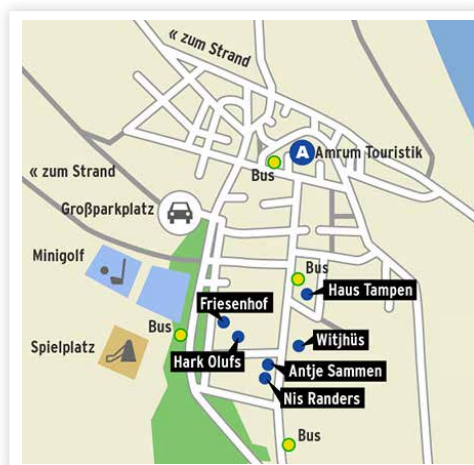 « zum Strand
A Amrum Touristik
Bus
« zum Strand
Großparkplatz
Minigolf
Bus
Haus Tampen
Friesenhof
Bus
Witjhüs
Spielplatz
Hark Olufs
Antje Sammen
Nis Randers
Bus